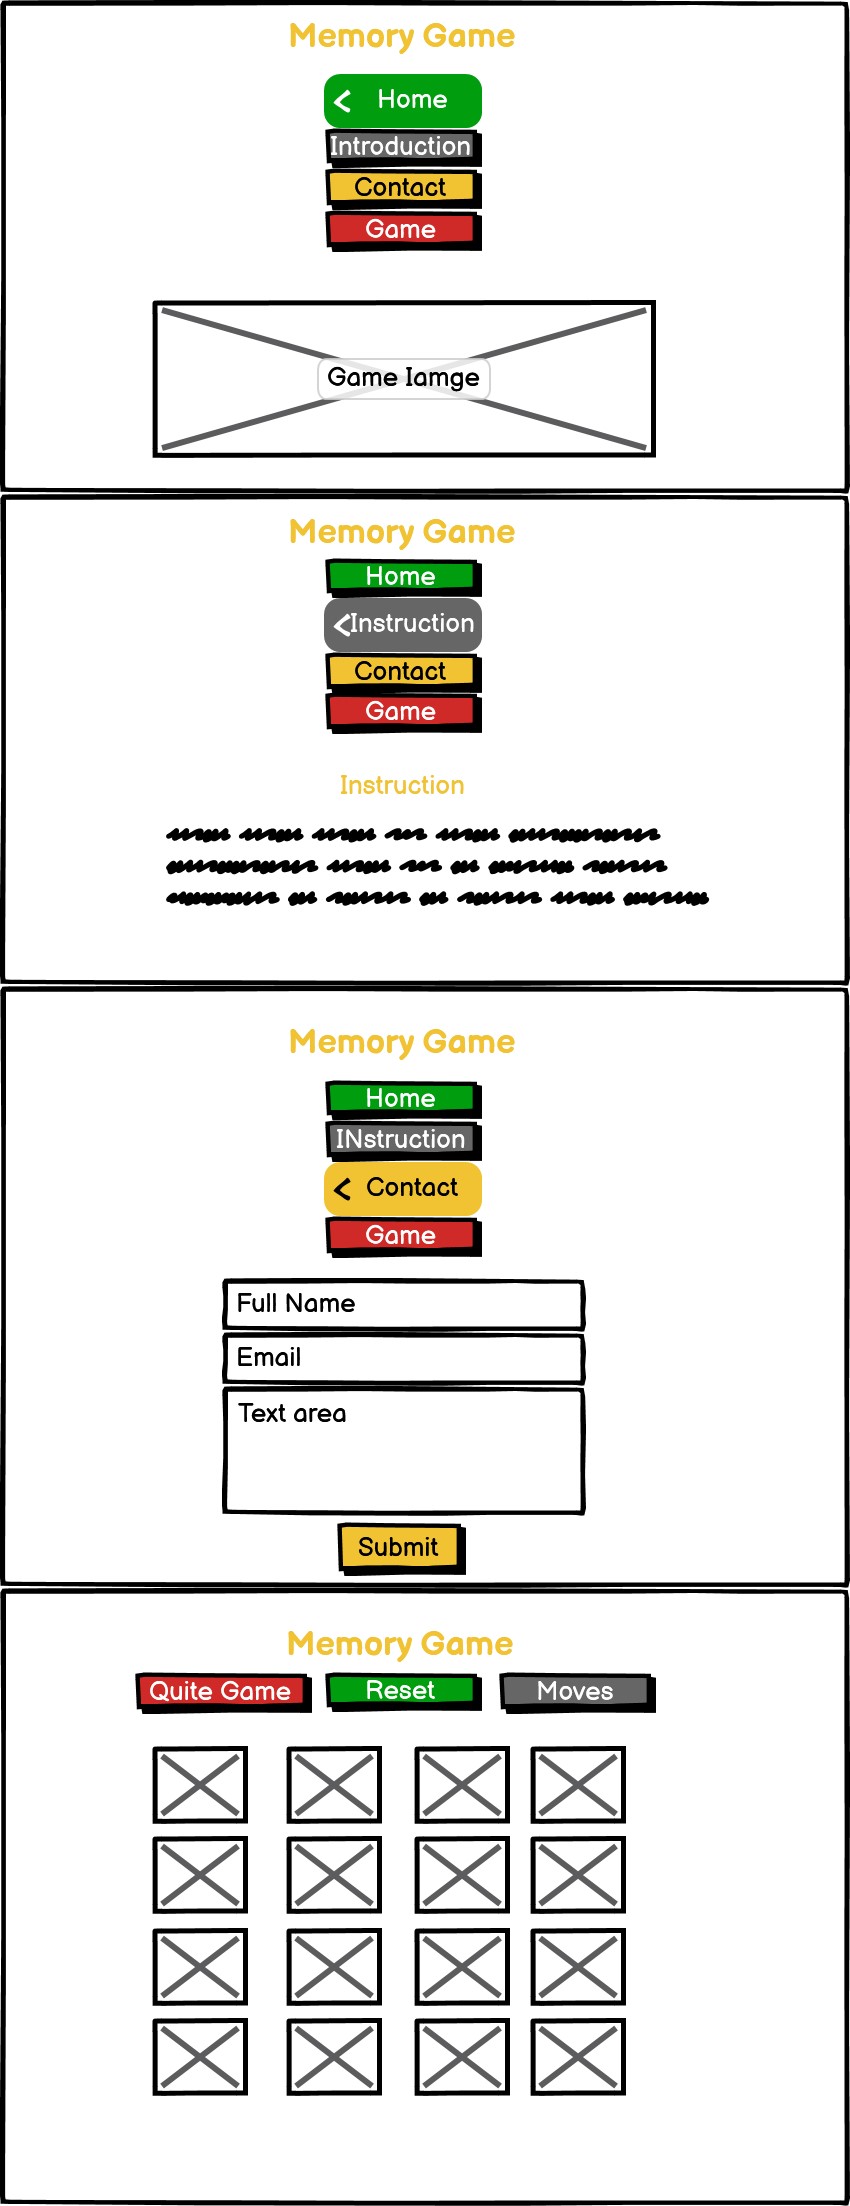 Memory Game
Home
Introduction
Contact
Game
Game Iamge
Memory Game
Home
Instruction
Contact
Game
Instruction
Memory Game
Home
INstruction
Contact
Game
Full Name
Email
Text area
Submit
Memory Game
Quite Game Reset Moves